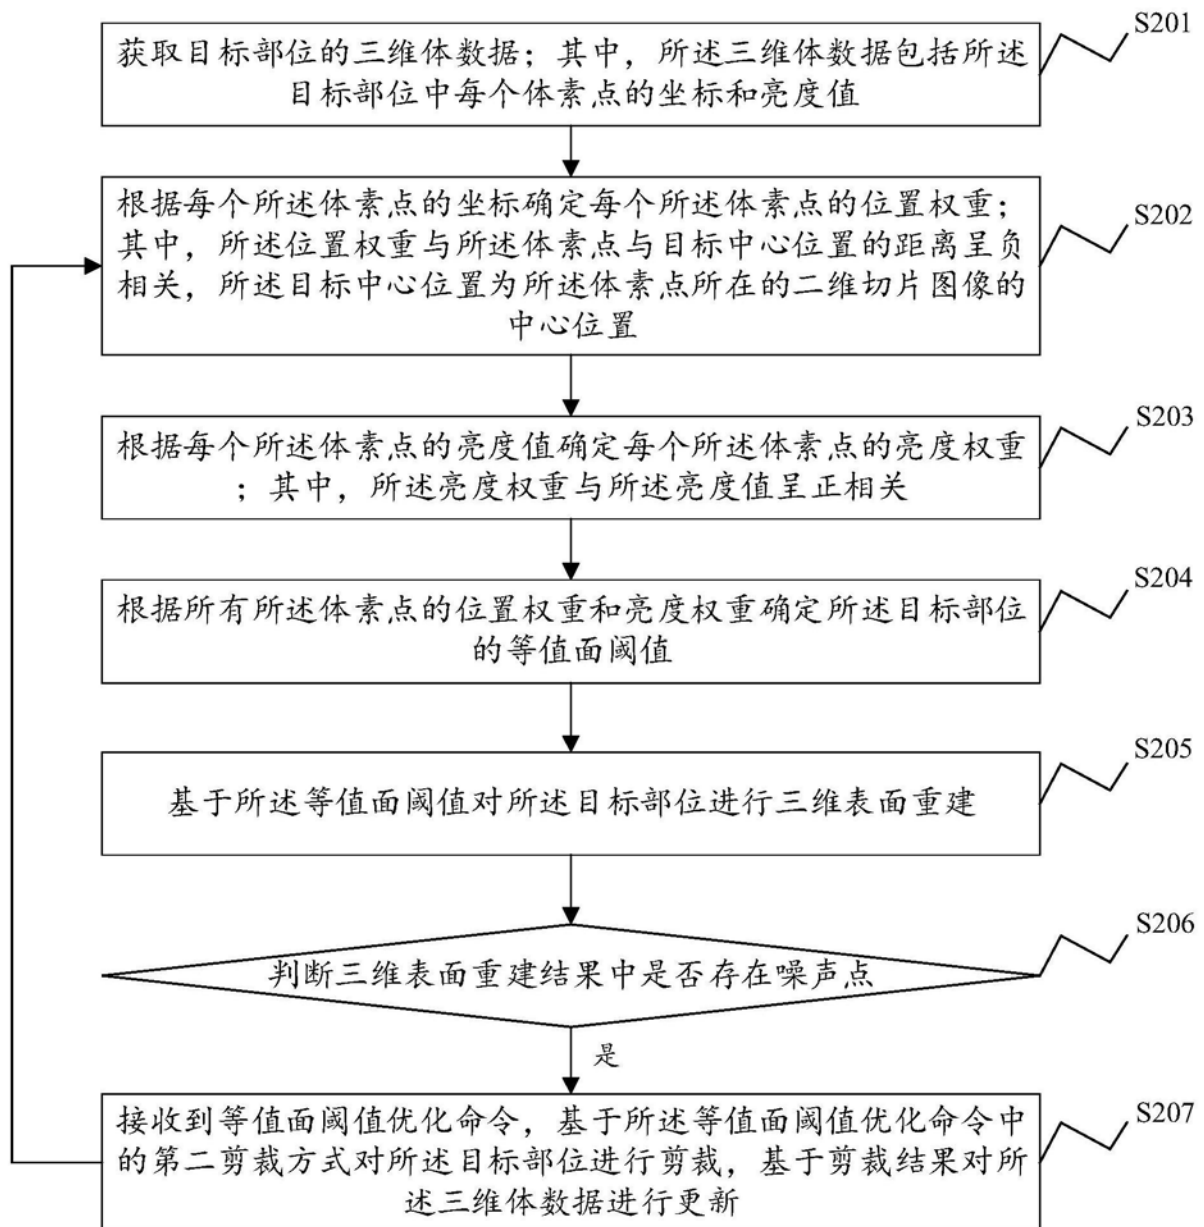 S201
获取目标部位的三维体数据；其中，所述三维体数据包括所述
目标部位中每个体素点的坐标和亮度值
S202
根据每个所述体素点的坐标确定每个所述体素点的位置权重；
其中，所述位置权重与所述体素点与目标中心位置的距离呈负
相关，所述目标中心位置为所述体素点所在的二维切片图像的
中心位置
S203
根据每个所述体素点的亮度值确定每个所述体素点的亮度权重
；其中，所述亮度权重与所述亮度值呈正相关
S204
根据所有所述体素点的位置权重和亮度权重确定所述目标部位
的等值面阈值
S205
基于所述等值面阈值对所述目标部位进行三维表面重建
S206
判断三维表面重建结果中是否存在噪声点
是
S207
接收到等值面阈值优化命令，基于所述等值面阈值优化命令中
的第二剪裁方式对所述目标部位进行剪裁，基于剪裁结果对所
述三维体数据进行更新